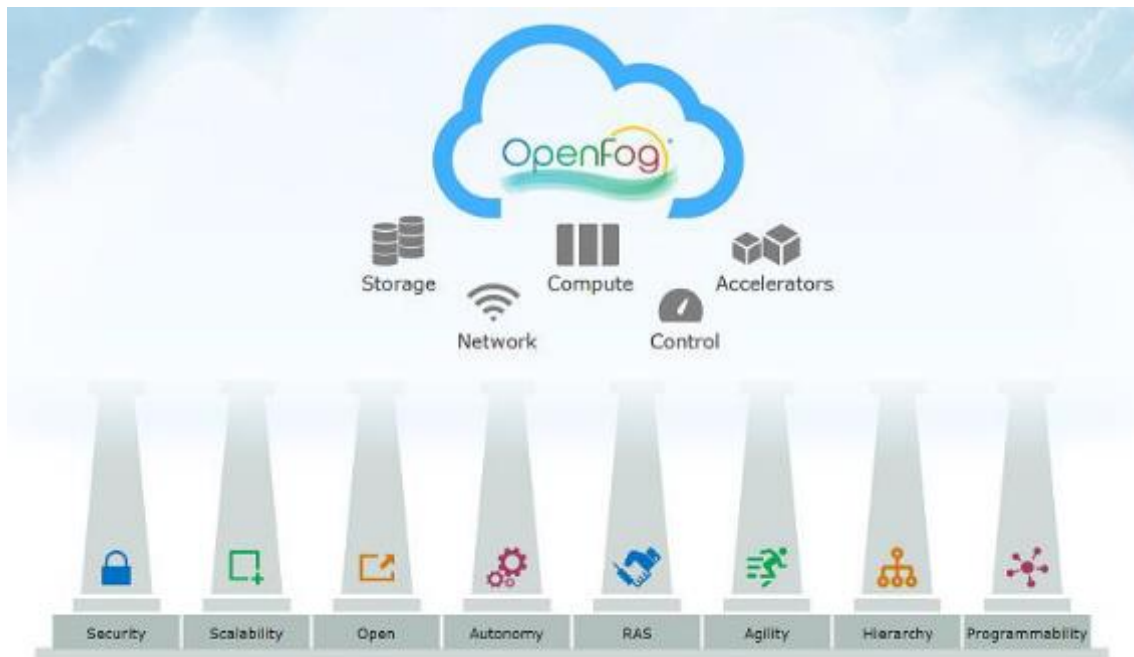 OpenFog
Storage
Compute
Accelerators
Network
Control
Security
Scalability
Open
Autonomy
RAS
Agility
Hierarchy
Programmability